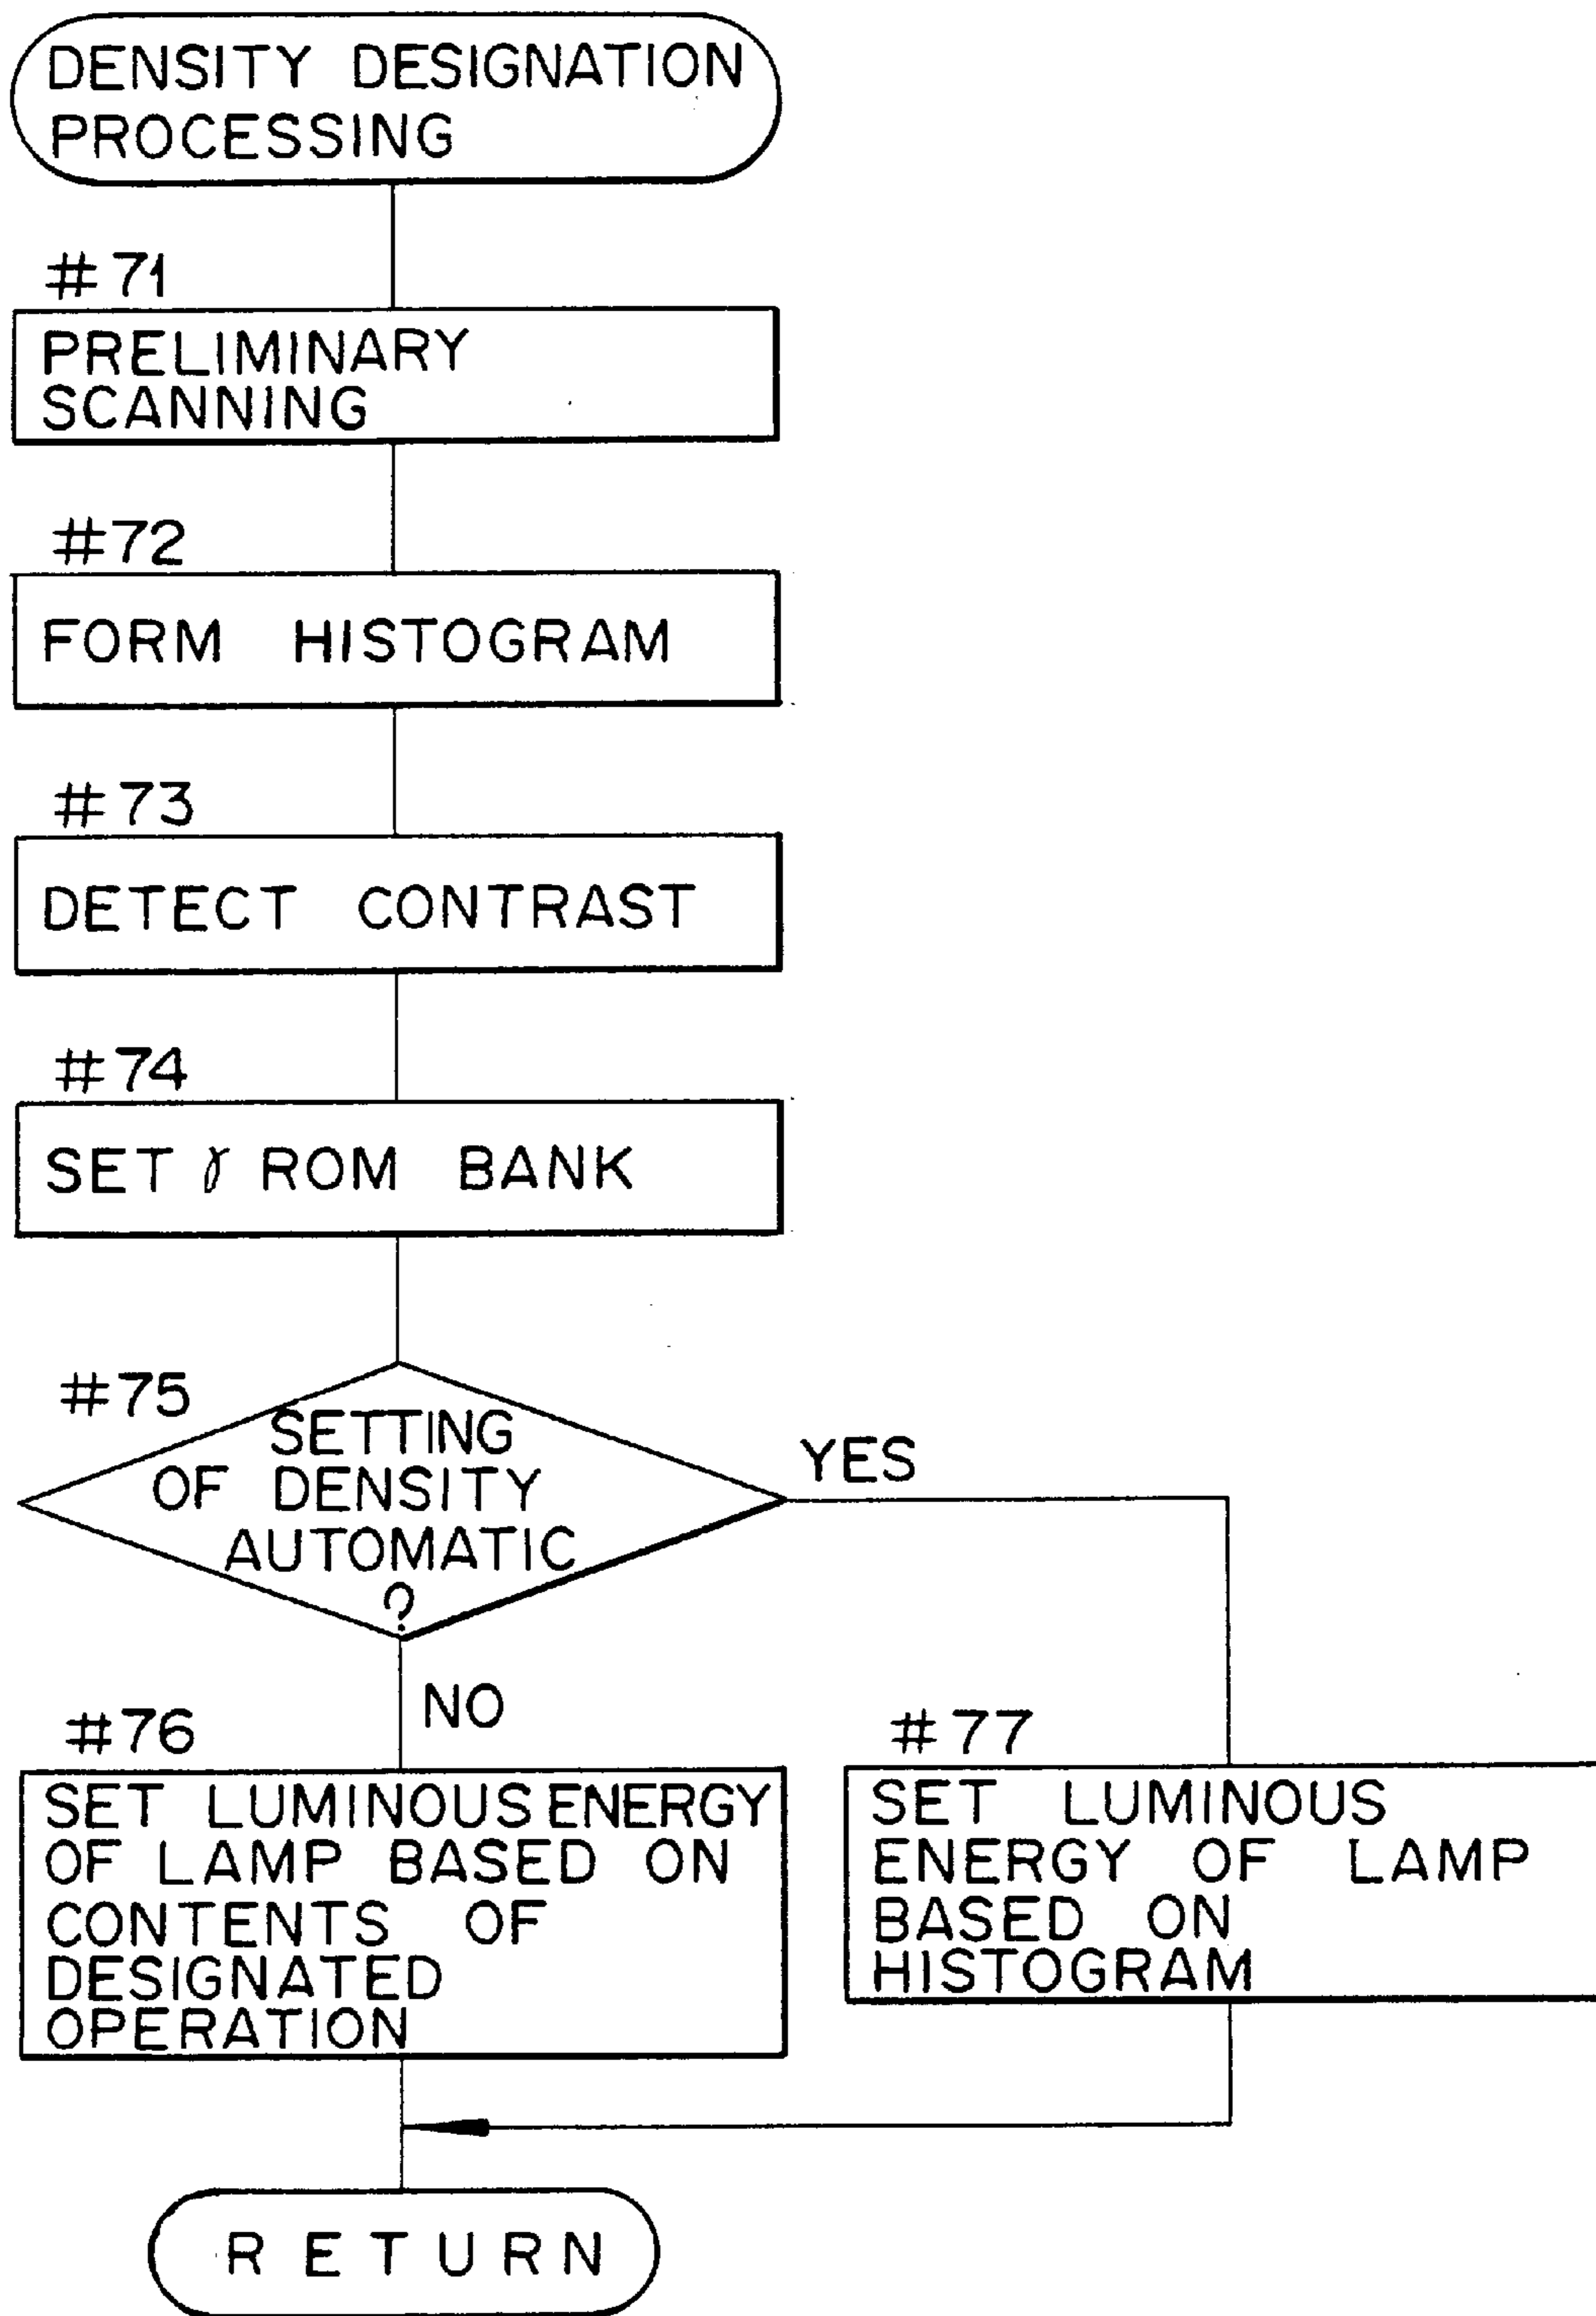 DENSITY DESIGNATION
PROCESSING
#71
PRELIMINARY
SCANNING
#72
FORM HISTOGRAM
#73
DETECT CONTRAST
#74
SET γ ROM BANK
#75
SETTING
OF DENSITY
AUTOMATIC
?
YES
NO
#76
SET LUMINOUS ENERGY
OF LAMP BASED ON
CONTENTS OF
DESIGNATED
OPERATION
#77
SET LUMINOUS
ENERGY OF LAMP
BASED ON
HISTOGRAM
RETURN